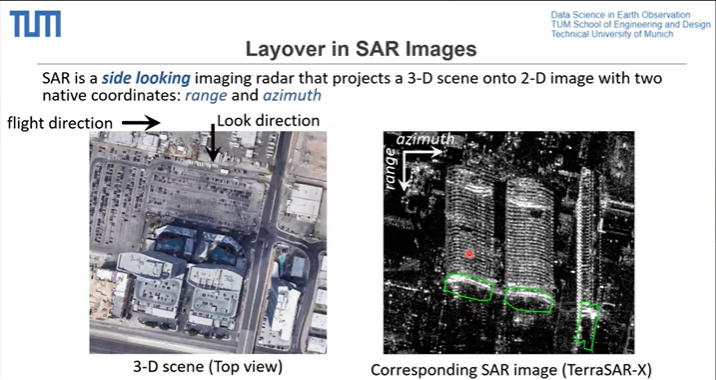 TUM
Data Science in Earth Observation
TUM School of Engineering and Design
Technical University of Munich
Layover in SAR Images
SAR is a side looking imaging radar that projects a 3-D scene onto 2-D image with two
native coordinates: range and azimuth
flight direction
Look direction
azimuth
range
3-D scene (Top view)
Corresponding SAR image (TerraSAR-X)